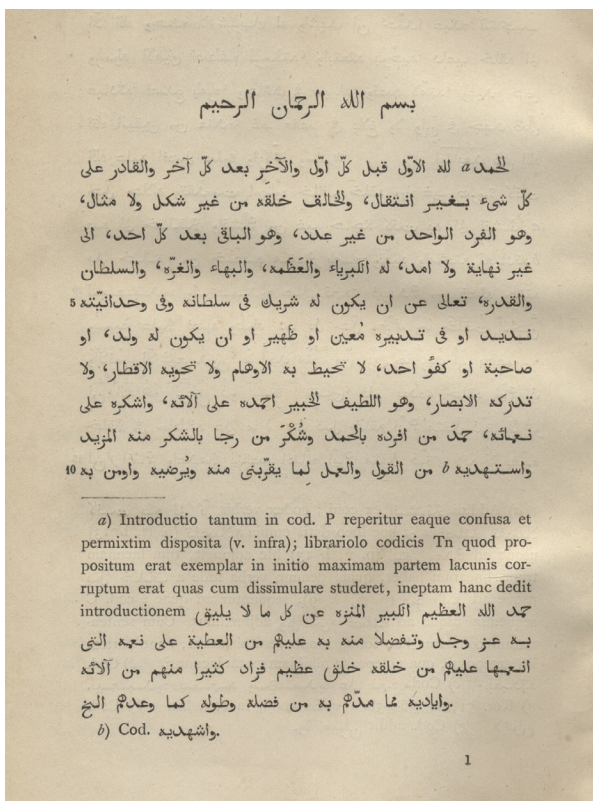 بسم الله الرحمان الرحيم
الحمد a لله الاوّل قبل كلّ اوّل والآخِر بعد كلّ آخر والقادر على
كلّ شىء بغير انتقال، والخالق خلقه من غير شكل ولا مثال،
وهو الفرد الواحد من غير عدد، وهو الباقى بعد كلّ احد، الى
غير نهاية ولا امد، له الكبرياء والعَظَمه، والبهاء والعزّه، والسلطان
والقدره، تعالى عن ان يكون له شريك فى سلطانه وفى وحدانيّته 5
نديد او فى تدبيره مُعين او ظَهير او ان يكون له ولد، او
صاحبة او كفوٌ احد، لا تحيط به الاوهام ولا تحويه الاقطار، ولا
تدركه الابصار، وهو اللطيف الخبير احمده على آلائه، واشكره على
نعمائه، حمدَ من افرده بالحمد وشُكْرَ من رجا بالشكر منه المزيد
واستهديه b من القول والعمل لِما يقرّبنى منه ويُرضيه واومن به 10
a) Introductio tantum in cod. P reperitur eaque confusa et
permixtim disposita (v. infra); librariolo codicis Tn quod pro-
positum erat exemplar in initio maximam partem lacunis cor-
ruptum erat quas cum dissimulare studeret, ineptam hanc dedit
introductionem حمد الله العظيم الكبير المنزه عن كل ما لا يليق
به عز وجل وتفضلا منه به عليهم من العطية على نعمه التى
انعمها عليهم من خلقه خلق عظيم فزاد كثيرا منهم من آلائه
واياديه مما مدّهم به من فضله وطوله كما وعدهم الخ.
b) Cod. واشهديه.
1